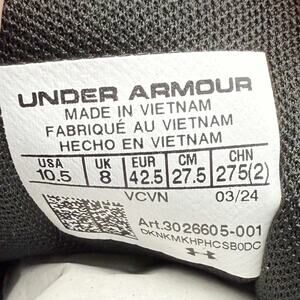 UNDER ARMOUR
MADE IN VIETNAM
FABRIQUÉ AU VIETNAM
HECHO EN VIETNAM
USA UK EUR CM CHN
10.5 8 42.5 27.5 275(2)
VCVN 03/24
Art.3026605-001
DKNKMKHPHCSB0DC